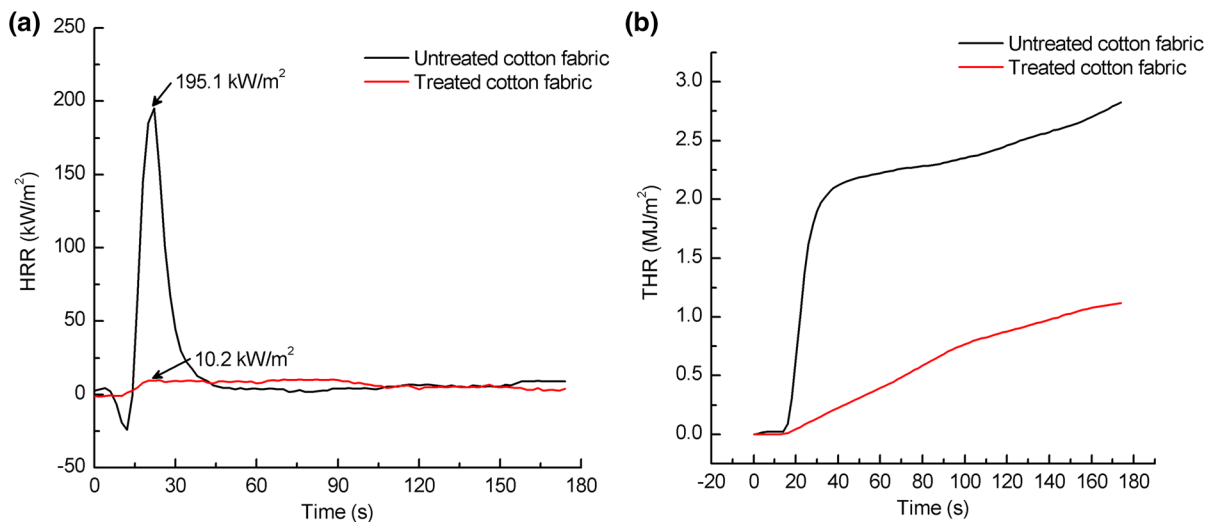 (a)
250
200
150
100
50
0
-50
HRR (kW/m²)
195.1 kW/m²
10.2 kW/m²
Untreated cotton fabric
Treated cotton fabric
0 30 60 90 120 150 180
Time (s)
(b)
Untreated cotton fabric
Treated cotton fabric
3.0
2.5
2.0
1.5
1.0
0.5
0.0
THR (MJ/m²)
-20 0 20 40 60 80 100 120 140 160 180
Time (s)